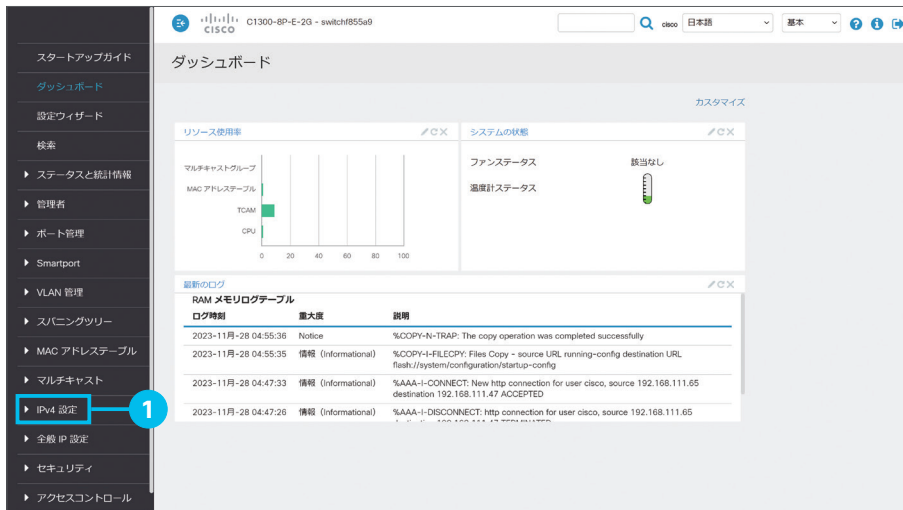 CISCO
C1300-8P-E-2G - switchf855a9
cisco
日本語
基本
スタートアップガイド
ダッシュボード
設定ウィザード
検索
ステータスと統計情報
管理者
ポート管理
Smartport
VLAN 管理
スパニングツリー
MAC アドレステーブル
マルチキャスト
IPv4 設定
1
全般 IP 設定
セキュリティ
アクセスコントロール
ダッシュボード
カスタマイズ
リソース使用率
マルチキャストグループ
MAC アドレステーブル
TCAM
CPU
0 20 40 60 80 100
システムの状態
ファンステータス 該当なし
温度計ステータス
最新のログ
RAM メモリログテーブル
ログ時刻 重大度 説明
2023-11月-28 04:55:36 Notice %COPY-N-TRAP: The copy operation was completed successfully
2023-11月-28 04:55:35 情報（Informational） %COPY-I-FILECPY: Files Copy - source URL running-config destination URL
flash://system/configuration/startup-config
2023-11月-28 04:47:33 情報（Informational） %AAA-I-CONNECT: New http connection for user cisco, source 192.168.111.65
destination 192.168.111.47 ACCEPTED
2023-11月-28 04:47:26 情報（Informational） %AAA-I-DISCONNECT: http connection for user cisco, source 192.168.111.65